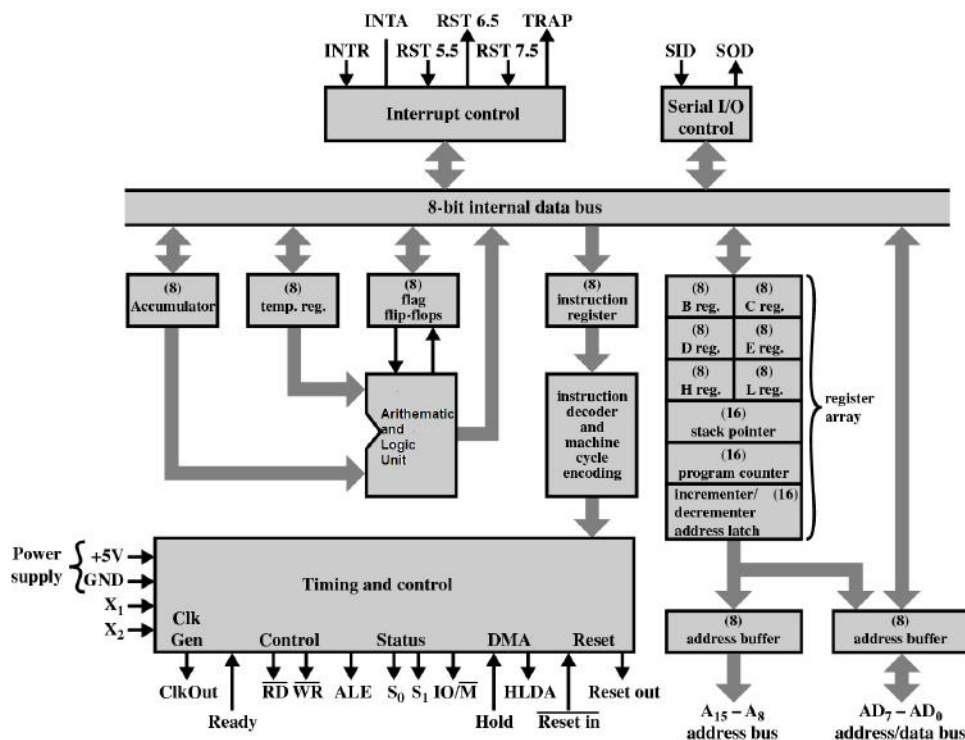 INTA RST 6.5 TRAP
INTR RST 5.5 RST 7.5
SID SOD
Interrupt control
Serial I/O
control
8-bit internal data bus
(8)
Accumulator
(8)
temp. reg.
(8)
flag
flip-flops
(8)
instruction
register
(8)
B reg.
(8)
C reg.
(8)
D reg.
(8)
E reg.
(8)
H reg.
(8)
L reg.
(16)
stack pointer
(16)
program counter
incrementer/ (16)
decrementer
address latch
register
array
Arithematic
and
Logic
Unit
instruction
decoder
and
machine
cycle
encoding
Power
supply
+5V
GND
X₁
X₂
Timing and control
Clk
Gen
Control Status DMA Reset
ClkOut R̅D̅ W̅R̅ ALE S₀ S₁ IO/M̅ HLDA Reset out
Ready Hold R̅e̅s̅e̅t̅ i̅n̅
(8)
address buffer
(8)
address buffer
A₁₅ – A₈
address bus
AD₇ – AD₀
address/data bus